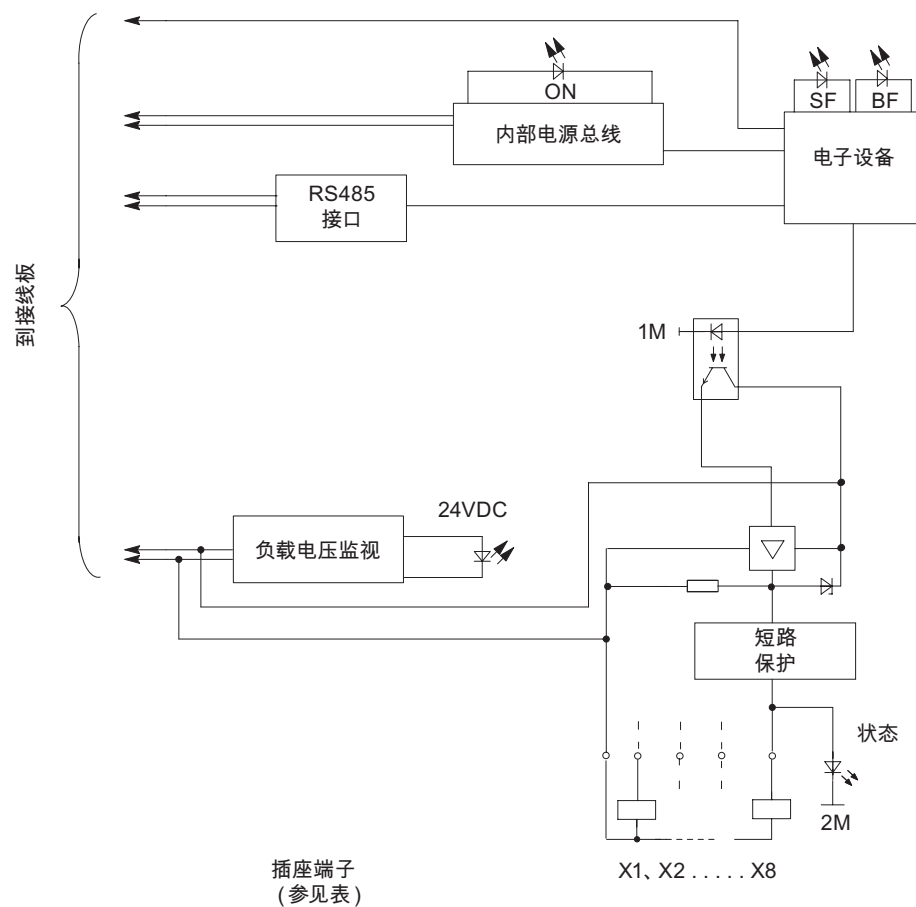 ON
SF
BF
内部电源总线
电子设备
RS485
接口
到接线板
1M
24VDC
负载电压监视
短路
保护
状态
2M
插座端子
(参见表)
X1、X2 . . . . . X8